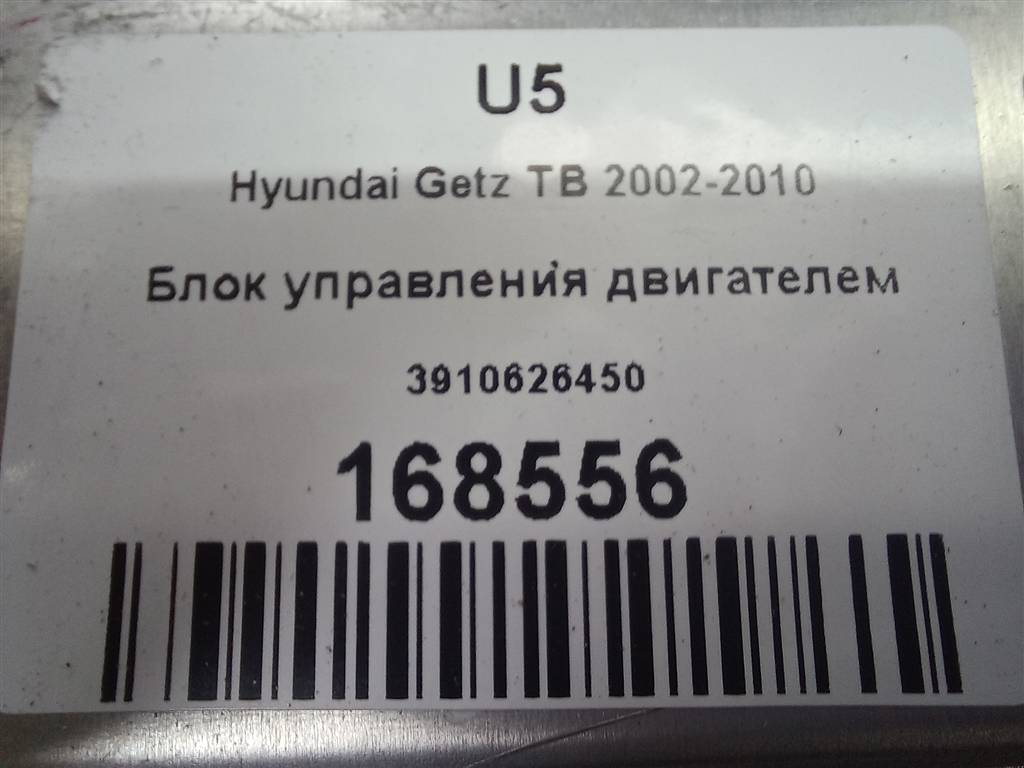 U5
Hyundai Getz TB 2002-2010
Блок управления двигателем
3910626450
168556